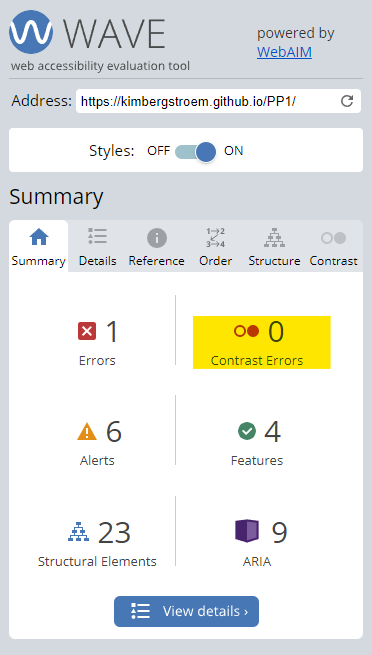 WAVE
web accessibility evaluation tool
powered by
WebAIM
Address: https://kimbergstroem.github.io/PP1/
Styles: OFF ON
Summary
Summary Details Reference Order Structure Contrast
1
Errors
0
Contrast Errors
6
Alerts
4
Features
23
Structural Elements
9
ARIA
View details ›